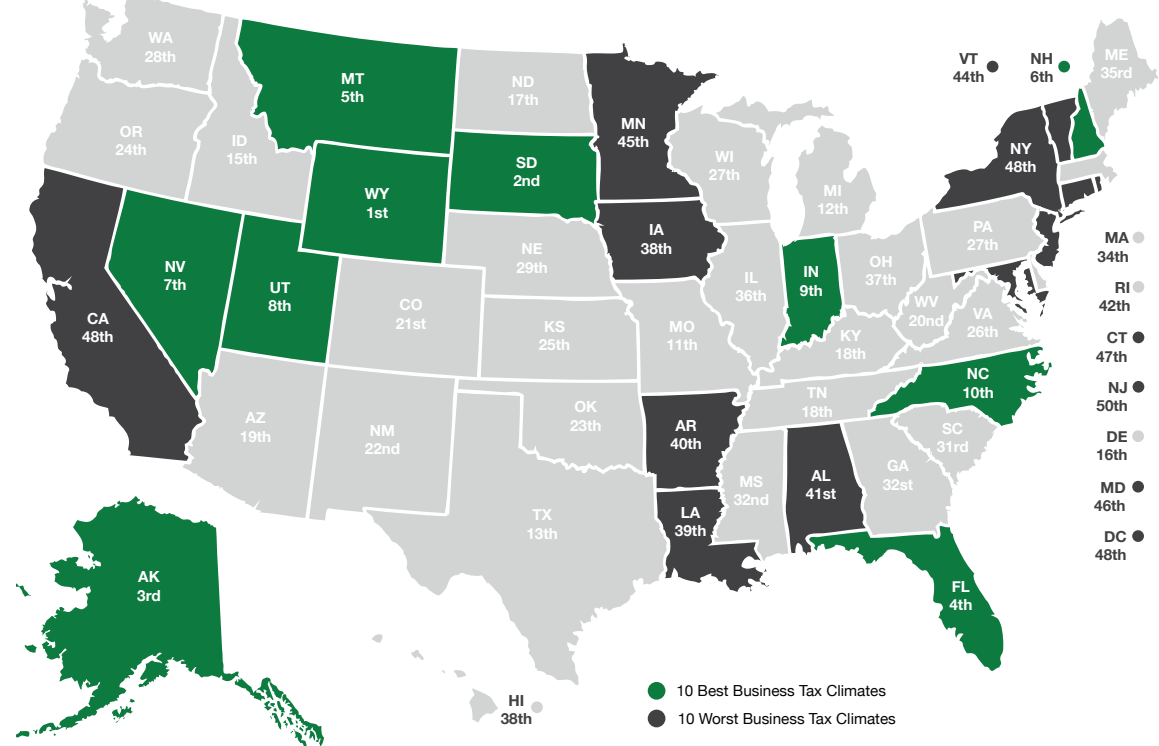 WA
28th
MT
5th
ND
17th
MN
45th
VT
44th
NH
6th
ME
35rd
OR
24th
ID
15th
SD
2nd
WI
27th
MI
12th
NY
48th
WY
1st
IA
38th
NE
29th
PA
27th
MA
34th
NV
7th
UT
8th
CO
21st
IL
36th
IN
9th
OH
37th
WV
20nd
VA
26th
RI
42th
CA
48th
KS
25th
MO
11th
KY
18th
CT
47th
NC
10th
NJ
50th
AZ
19th
NM
22nd
OK
23th
TN
18th
AR
40th
SC
31rd
DE
16th
TX
13th
LA
39th
MS
32nd
AL
41st
GA
32st
MD
46th
DC
48th
AK
3rd
FL
4th
HI
38th
10 Best Business Tax Climates
10 Worst Business Tax Climates